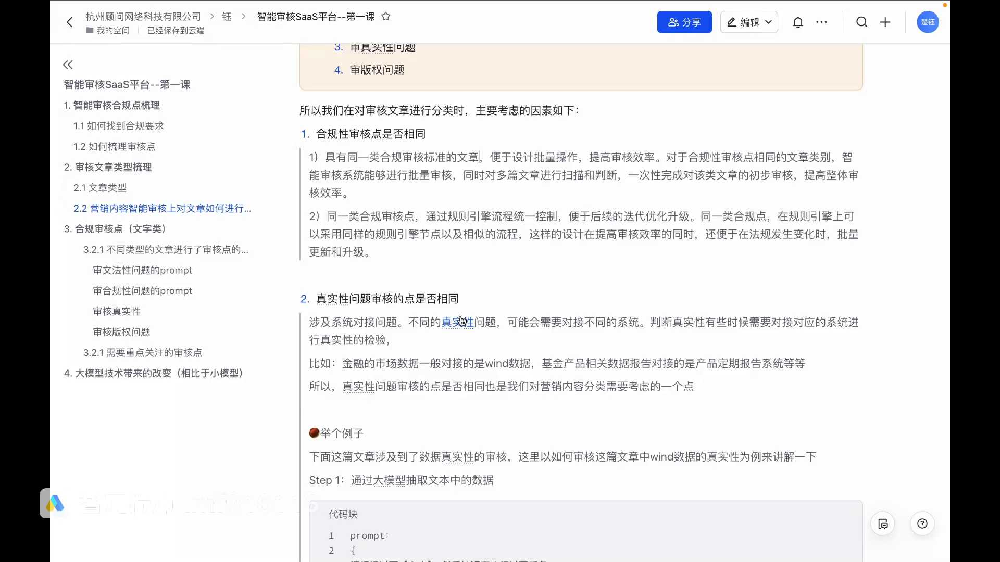 杭州顾问网络科技有限公司 > 钰 > 智能审核SaaS平台--第一课
我的空间 | 已经保存到云端
分享
编辑
楚钰
智能审核SaaS平台--第一课
1. 智能审核合规点梳理
1.1 如何找到合规要求
1.2 如何梳理审核点
2. 审核文章类型梳理
2.1 文章类型
2.2 营销内容智能审核上对文章如何进行...
3. 合规审核点（文字类）
3.2.1 不同类型的文章进行了审核点的...
审文法性问题的prompt
审合规性问题的prompt
审核真实性
审核版权问题
3.2.1 需要重点关注的审核点
4. 大模型技术带来的改变（相比于小模型）
3. 审真实性问题
4. 审版权问题
所以我们在对审核文章进行分类时，主要考虑的因素如下：
1. 合规性审核点是否相同
1）具有同一类合规审核标准的文章，便于设计批量操作，提高审核效率。对于合规性审核点相同的文章类别，智
能审核系统能够进行批量审核，同时对多篇文章进行扫描和判断，一次性完成对该类文章的初步审核，提高整体审
核效率。
2）同一类合规审核点，通过规则引擎流程统一控制，便于后续的迭代优化升级。同一类合规点，在规则引擎上可
以采用同样的规则引擎节点以及相似的流程，这样的设计在提高审核效率的同时，还便于在法规发生变化时，批量
更新和升级。
2. 真实性问题审核的点是否相同
涉及系统对接问题。不同的真实性问题，可能会需要对接不同的系统。判断真实性有些时候需要对接对应的系统进
行真实性的检验，
比如：金融的市场数据一般对接的是wind数据，基金产品相关数据报告对接的是产品定期报告系统等等
所以，真实性问题审核的点是否相同也是我们对营销内容分类需要考虑的一个点
举个例子
下面这篇文章涉及到了数据真实性的审核，这里以如何审核这篇文章中wind数据的真实性为例来讲解一下
Step 1：通过大模型抽取文本中的数据
代码块
1 prompt:
2 {